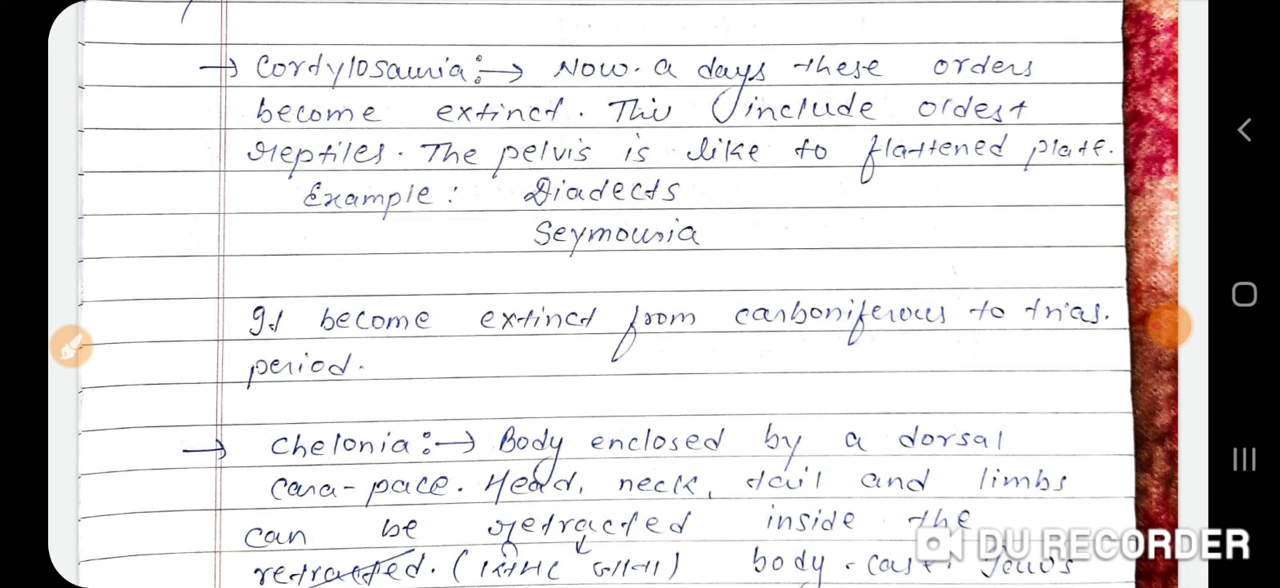 → Cortylosauria :→ Now. a days these orders
become extinct. This include oldest
reptiles. The pelvis is like to flattened plate.
Example : Diadects
Seymouria
It become extinct from carboniferous to trias.
period.
→ Chelonia :→ Body enclosed by a dorsal
cara-pace. Head, neck, tail and limbs
can be retracted inside the
retracted. (सिमट जाना) body
DU RECORDER